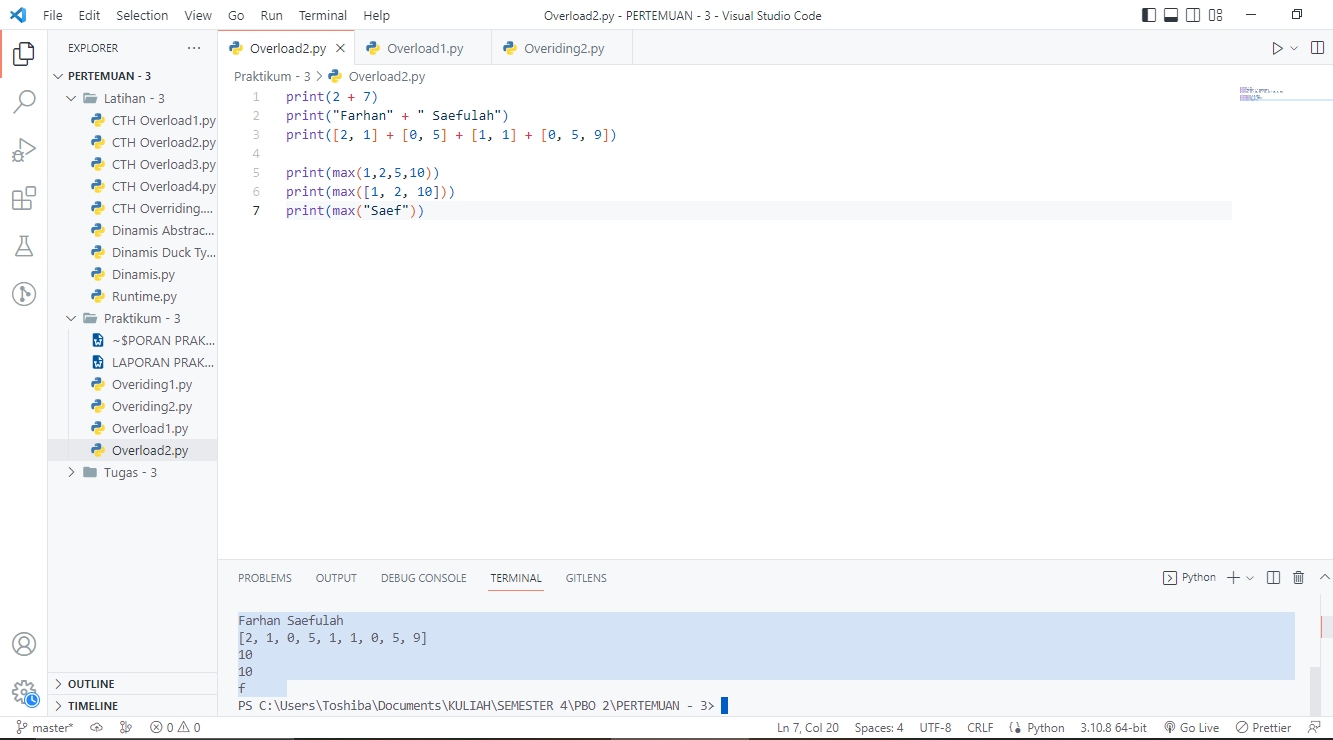 File Edit Selection View Go Run Terminal Help Overload2.py - PERTEMUAN - 3 - Visual Studio Code
EXPLORER ···
PERTEMUAN - 3
Latihan - 3
CTH Overload1.py
CTH Overload2.py
CTH Overload3.py
CTH Overload4.py
CTH Overriding....
Dinamis Abstrac...
Dinamis Duck Ty...
Dinamis.py
Runtime.py
Praktikum - 3
~$PORAN PRAK...
LAPORAN PRAK...
Overiding1.py
Overiding2.py
Overload1.py
Overload2.py
Tugas - 3
OUTLINE
TIMELINE
Overload2.py Overload1.py Overiding2.py
Praktikum - 3 > Overload2.py
1 print(2 + 7)
2 print("Farhan" + " Saefulah")
3 print([2, 1] + [0, 5] + [1, 1] + [0, 5, 9])
4
5 print(max(1,2,5,10))
6 print(max([1, 2, 10]))
7 print(max("Saef"))
PROBLEMS OUTPUT DEBUG CONSOLE TERMINAL GITLENS Python
Farhan Saefulah
[2, 1, 0, 5, 1, 1, 0, 5, 9]
10
10
f
PS C:\Users\Toshiba\Documents\KULIAH\SEMESTER 4\PBO 2\PERTEMUAN - 3>
master* 0 0 Ln 7, Col 20 Spaces: 4 UTF-8 CRLF Python 3.10.8 64-bit Go Live Prettier